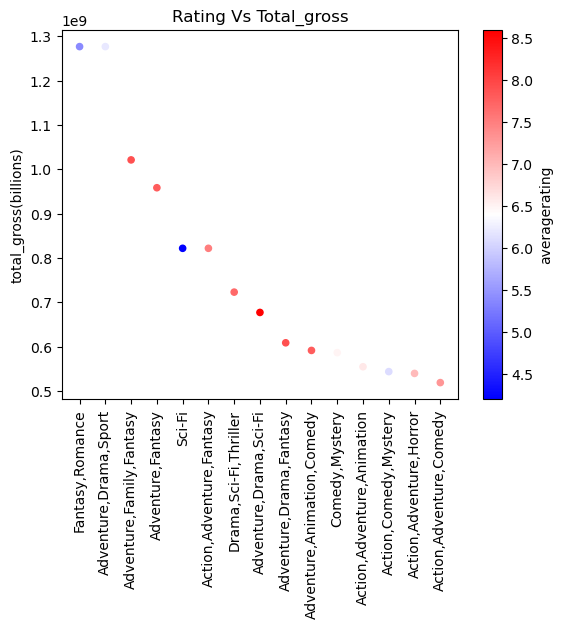 Rating Vs Total_gross
1e9
1.3
1.2
1.1
1.0
0.9
0.8
0.7
0.6
0.5
total_gross(billions)
Fantasy,Romance
Adventure,Drama,Sport
Adventure,Family,Fantasy
Adventure,Fantasy
Sci-Fi
Action,Adventure,Fantasy
Drama,Sci-Fi,Thriller
Adventure,Drama,Sci-Fi
Adventure,Drama,Fantasy
Adventure,Animation,Comedy
Comedy,Mystery
Action,Adventure,Animation
Action,Comedy,Mystery
Action,Adventure,Horror
Action,Adventure,Comedy
8.5
8.0
7.5
7.0
6.5
6.0
5.5
5.0
4.5
averagerating